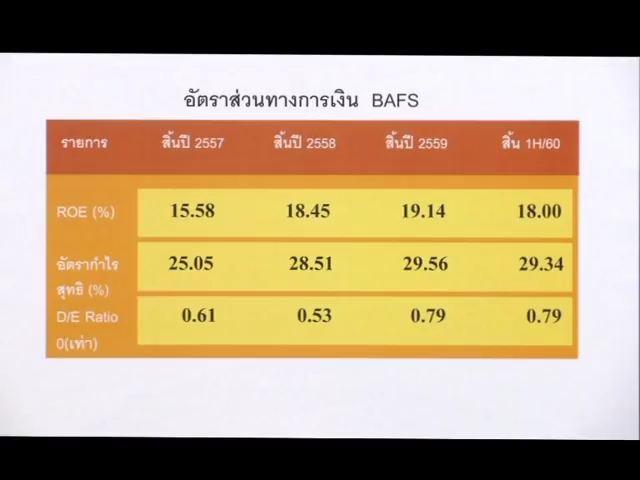 อัตราส่วนทางการเงิน BAFS
รายการ สิ้นปี 2557 สิ้นปี 2558 สิ้นปี 2559 สิ้น 1H/60
ROE (%) 15.58 18.45 19.14 18.00
อัตรากำไร 25.05 28.51 29.56 29.34
สุทธิ (%)
D/E Ratio 0.61 0.53 0.79 0.79
0(เท่า)